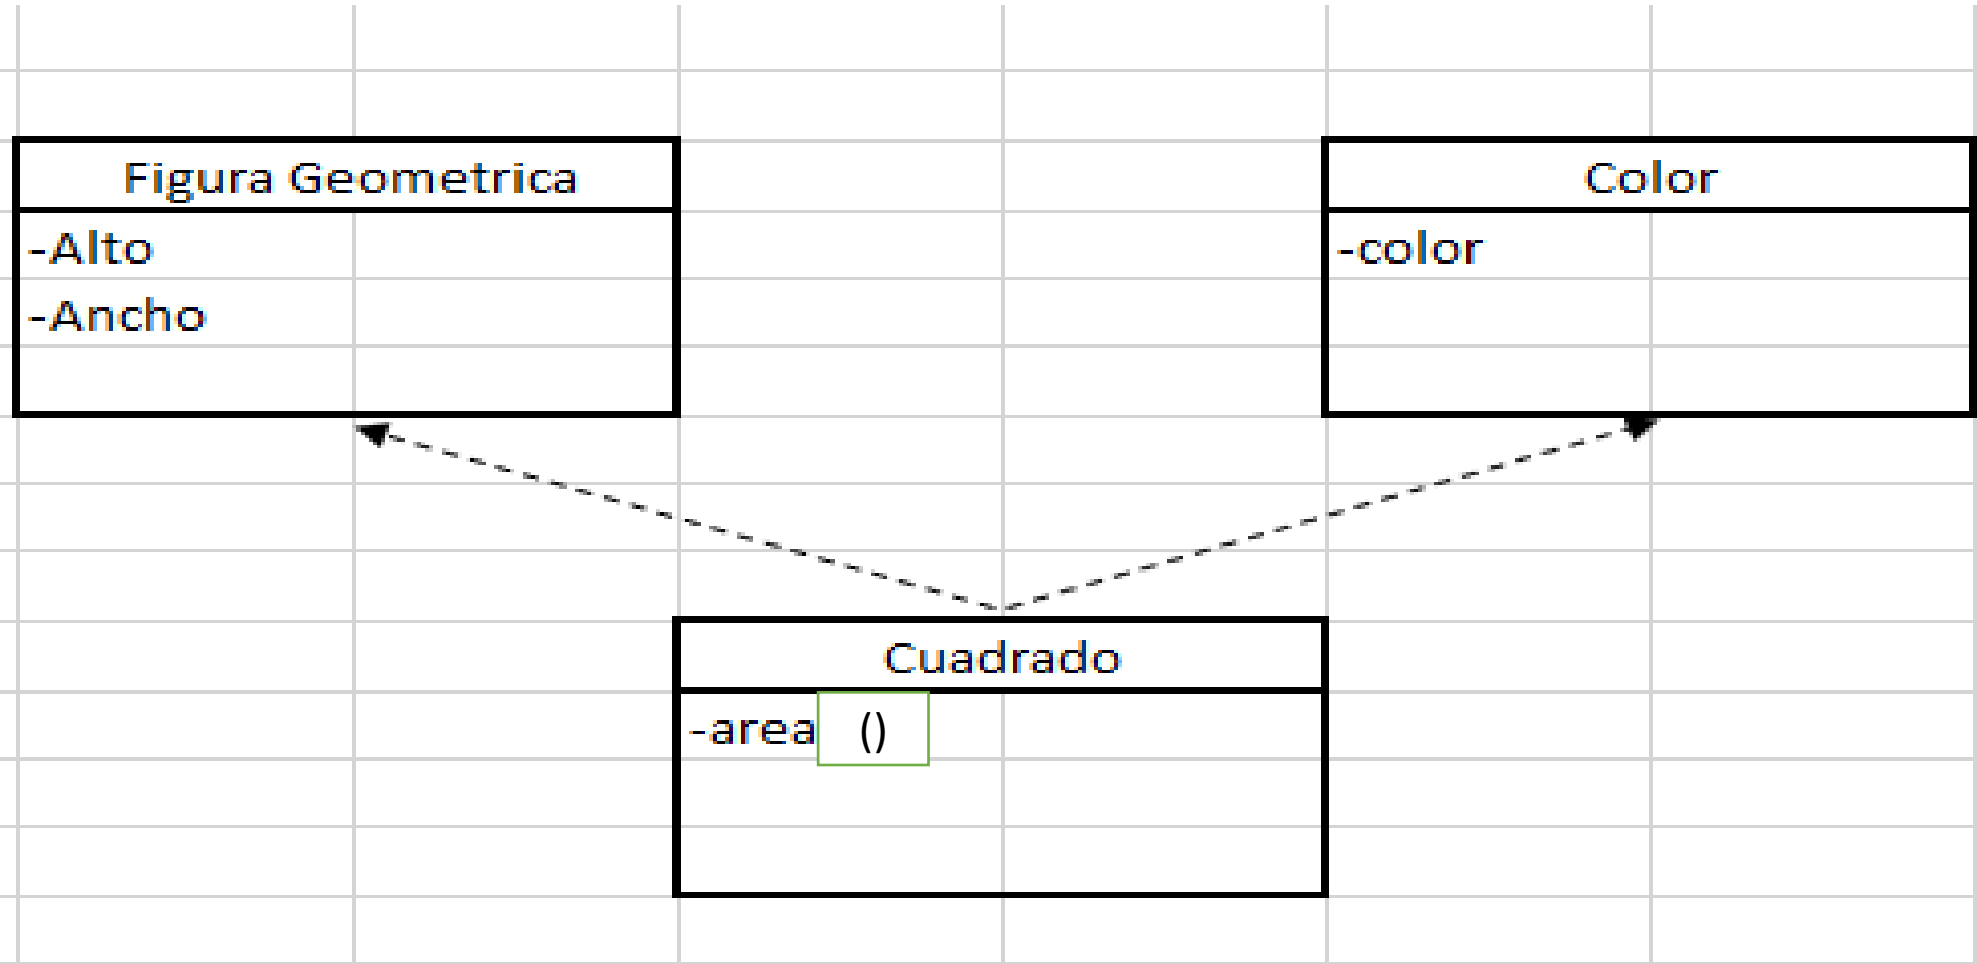 Figura Geometrica
-Alto
-Ancho
Color
-color
Cuadrado
-area ()